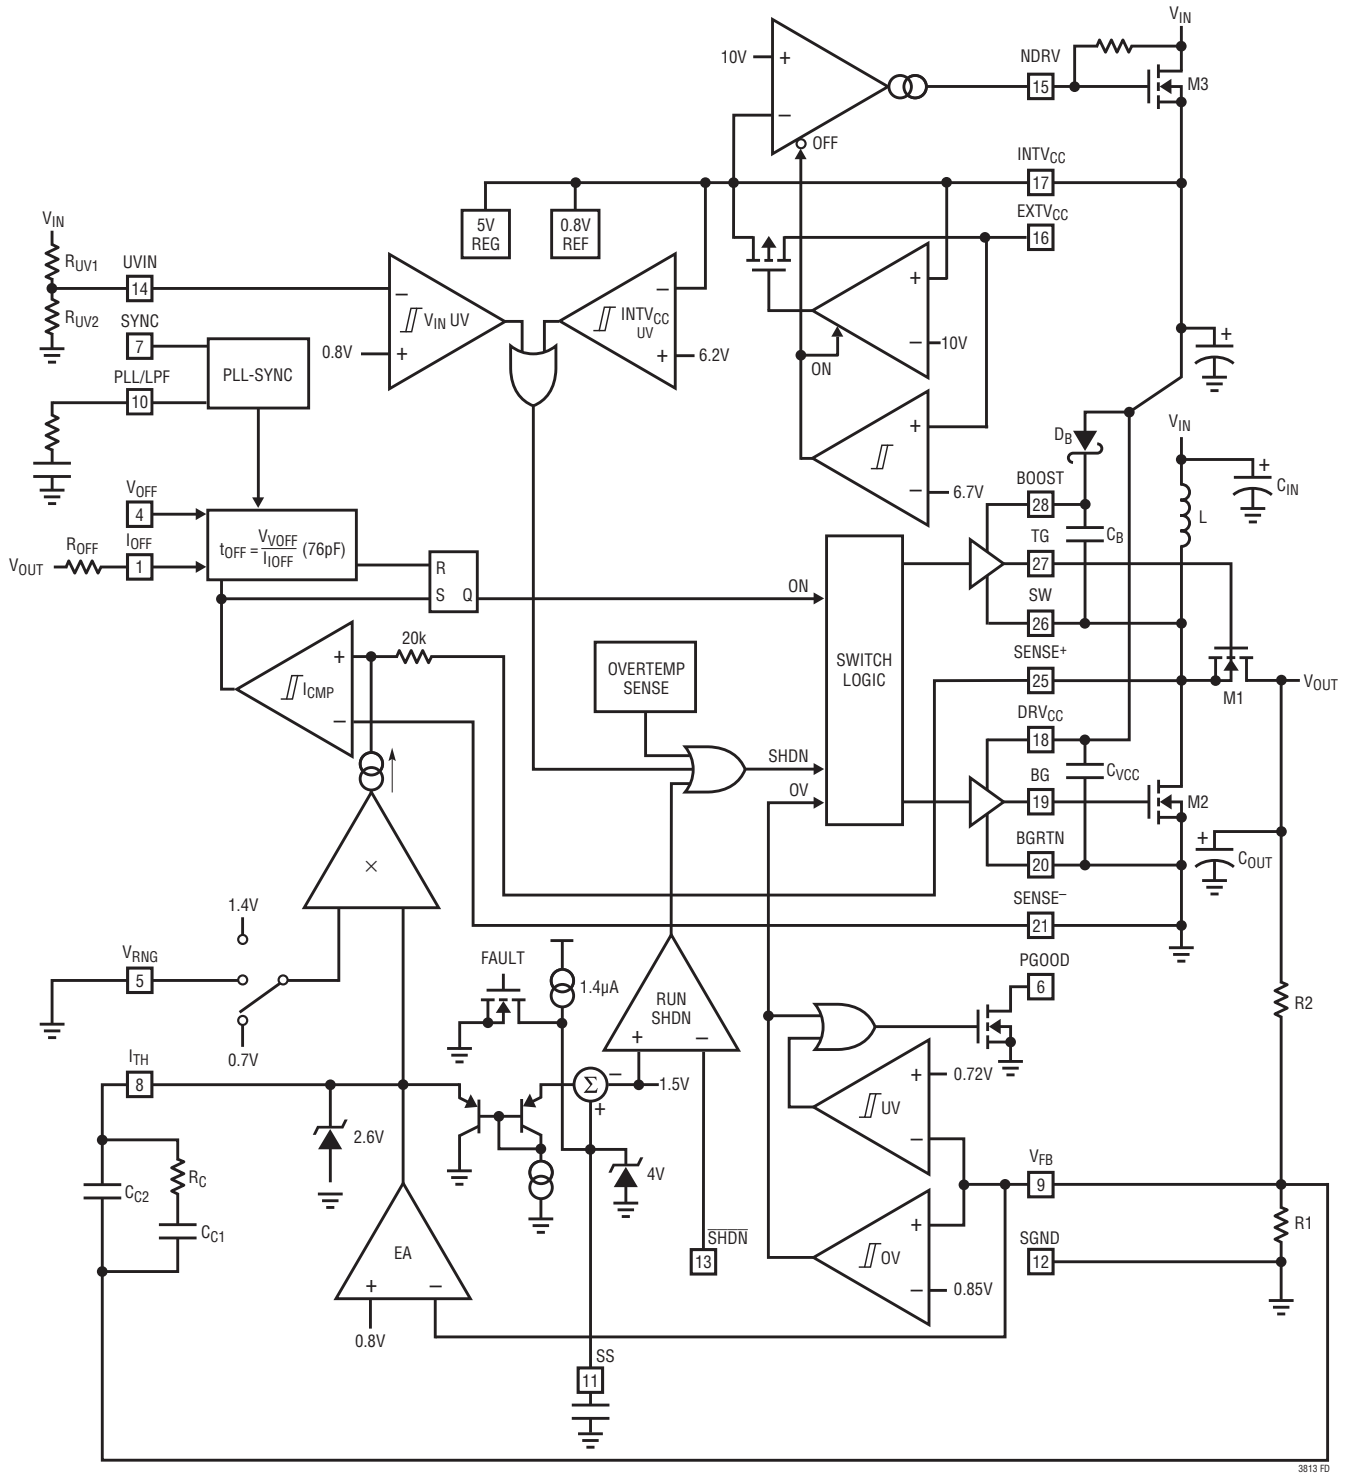 VIN
10V
+
−
OFF
NDRV
15
M3
INTVCC
17
EXTVCC
16
5V
REG
0.8V
REF
VIN
RUV1
RUV2
UVIN
14
SYNC
7
PLL/LPF
10
PLL-SYNC
−
VIN UV
+
0.8V
−
INTVCC
UV
+
6.2V
+
−
10V
ON
+
−
6.7V
+
DB
VIN
+
CIN
L
BOOST
28
CB
TG
27
SW
26
SENSE+
25
M1
VOUT
VOFF
4
IOFF
1
VOUT
ROFF
tOFF = VVOFF
IIOFF
(76pF)
R
S
Q
ON
20k
+
ICMP
−
OVERTEMP
SENSE
SWITCH
LOGIC
SHDN
OV
DRVCC
18
CVCC
BG
19
M2
BGRTN
20
+
COUT
SENSE−
21
×
1.4V
VRNG
5
0.7V
FAULT
1.4µA
RUN
SHDN
+
−
PGOOD
6
R2
ITH
8
2.6V
Σ
−
+
1.5V
4V
+
0.72V
UV
−
VFB
9
RC
CC2
CC1
EA
+
−
0.8V
SHDN
13
+
OV
−
0.85V
SGND
12
R1
SS
11
3813 FD